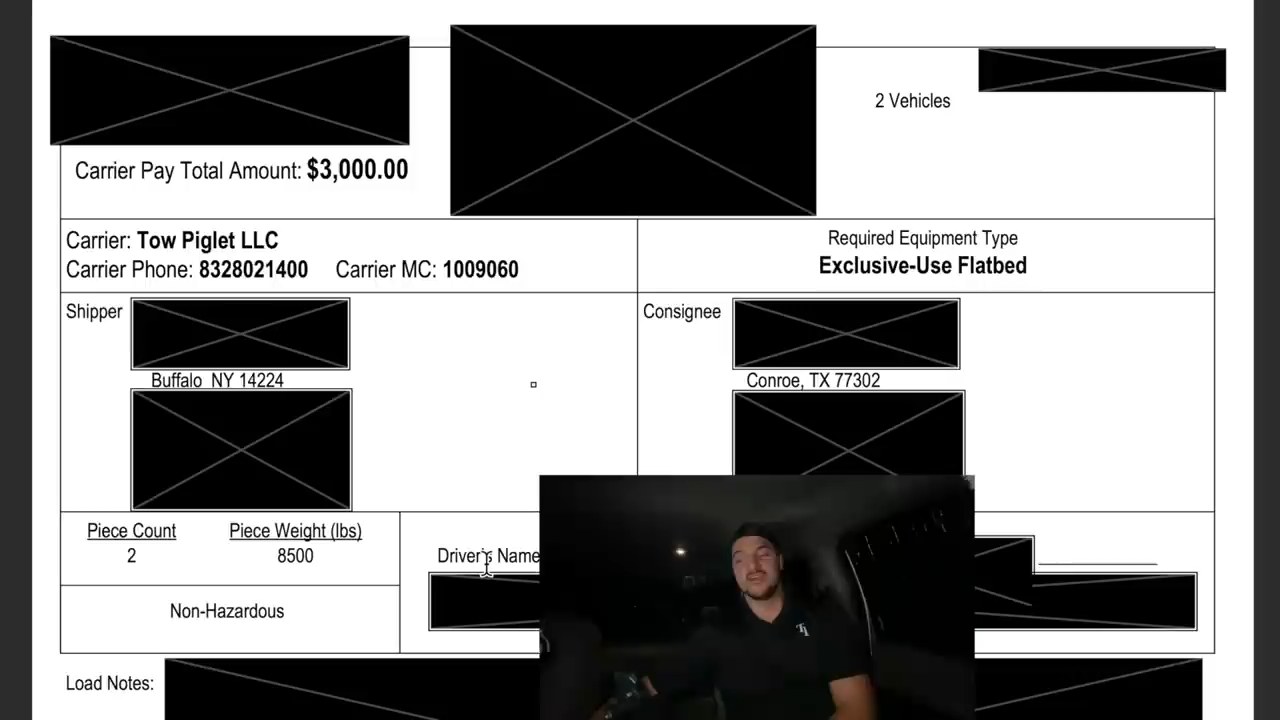 2 Vehicles
Carrier Pay Total Amount: $3,000.00
Carrier: Tow Piglet LLC
Carrier Phone: 8328021400 Carrier MC: 1009060
Required Equipment Type
Exclusive-Use Flatbed
Shipper
Buffalo NY 14224
Consignee
Conroe, TX 77302
Piece Count Piece Weight (lbs)
2 8500
Driver's Name
Non-Hazardous
Load Notes: